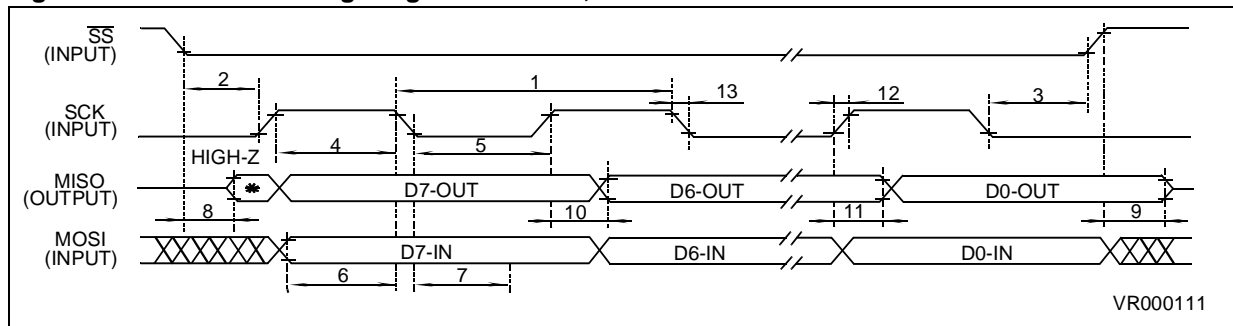 SS
(INPUT)
2
1
13
12
3
SCK
(INPUT)
4
5
HIGH-Z
MISO
(OUTPUT)
*
D7-OUT
D6-OUT
D0-OUT
8
10
11
9
MOSI
(INPUT)
D7-IN
D6-IN
D0-IN
6
7
VR000111